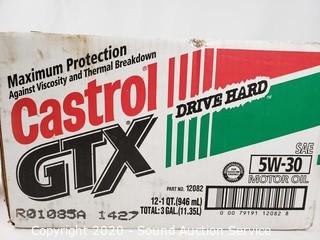 Maximum Protection
Against Viscosity and Thermal Breakdown
Castrol
GTX
DRIVE HARD
SAE
5W-30
MOTOR OIL
PART NO. 12082
12-1 QT. (946 mL)
TOTAL: 3 GAL. (11.35L)
R01085A 1427
0 00 79191 12082 8
Copyright 2020 - Sound Auction Service